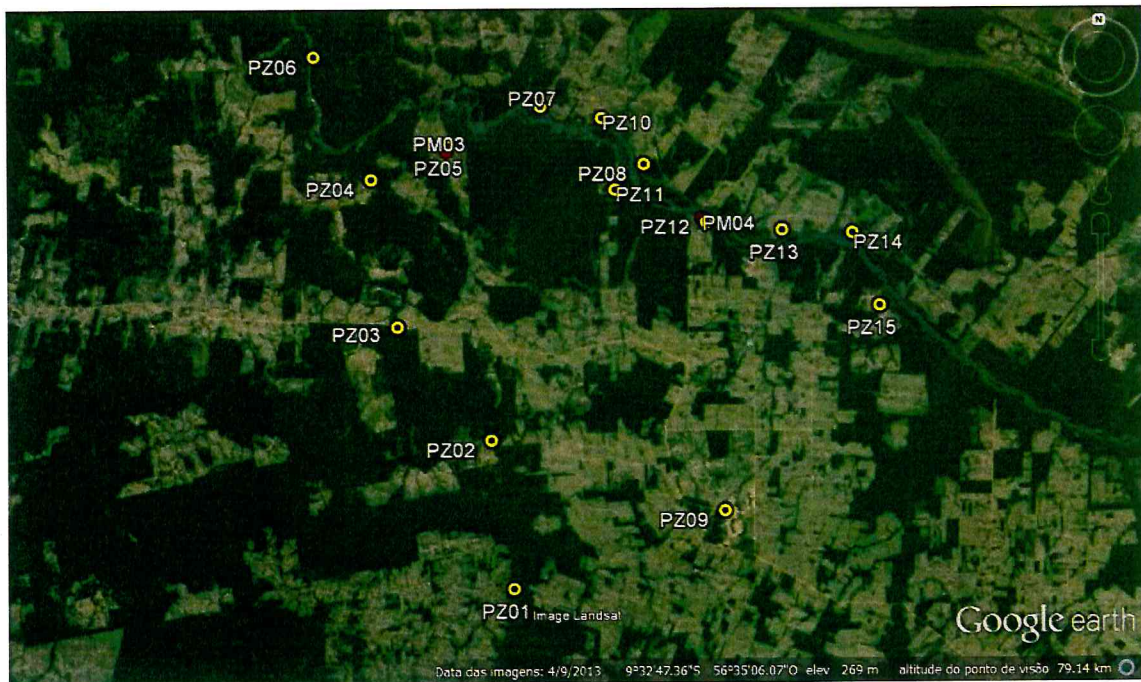 N
PZ06
PZ07
PZ10
PM03
PZ05
PZ08
PZ04
PZ11
PZ12 PM04
PZ13
PZ14
PZ15
PZ03
PZ02
PZ09
PZ01 Image Landsat
Google earth
Data das imagens: 4/9/2013 9°32'47.36"S 56°35'06.07"O elev 269 m altitude do ponto de visão 79.14 km